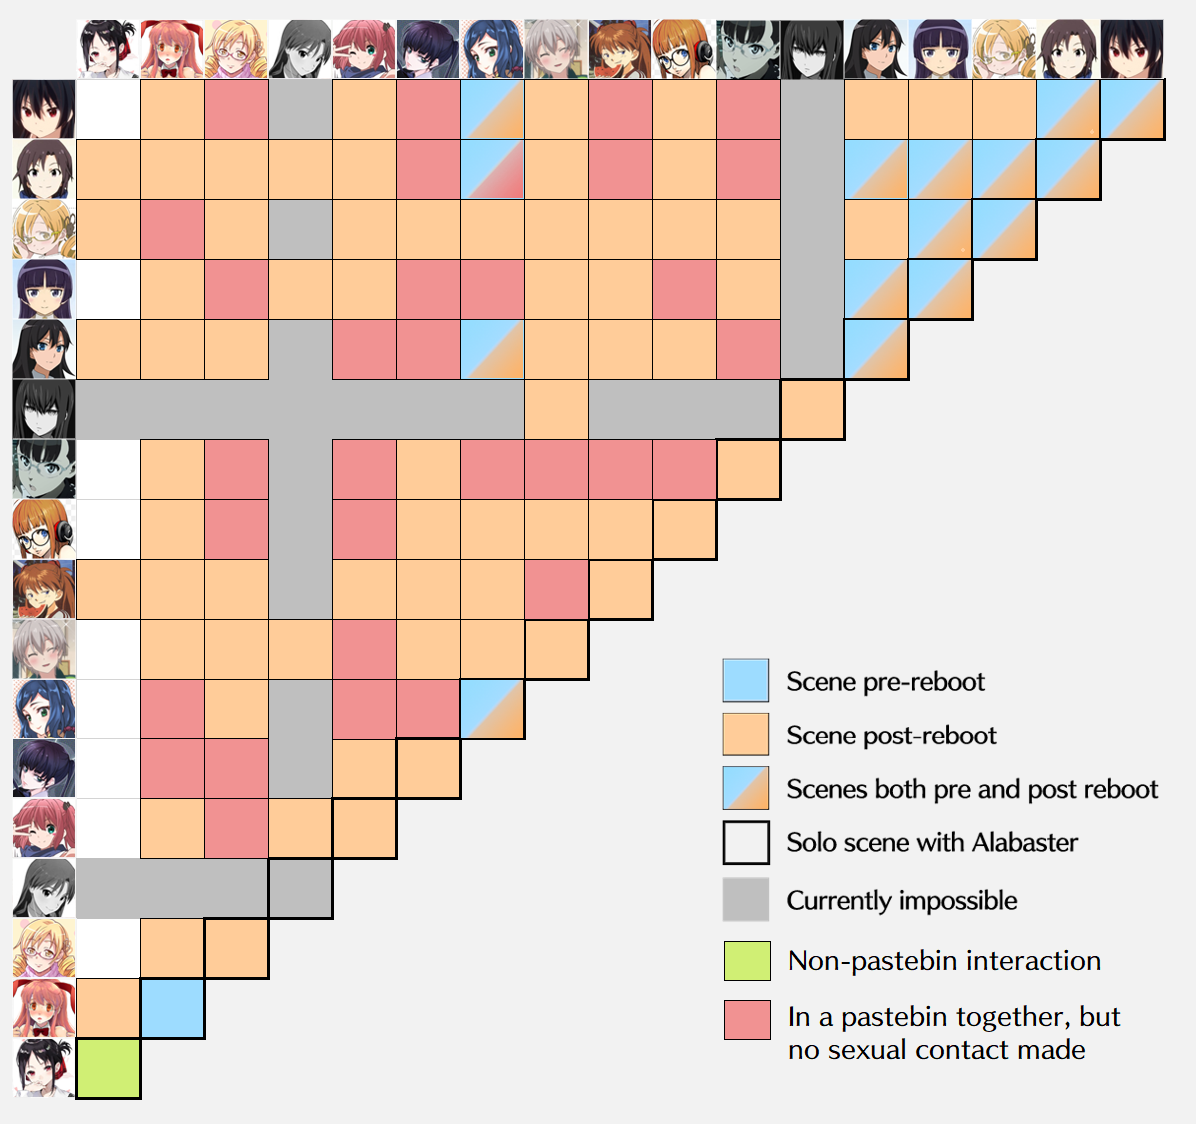 Scene pre-reboot
Scene post-reboot
Scenes both pre and post reboot
Solo scene with Alabaster
Currently impossible
Non-pastebin interaction
In a pastebin together, but
no sexual contact made